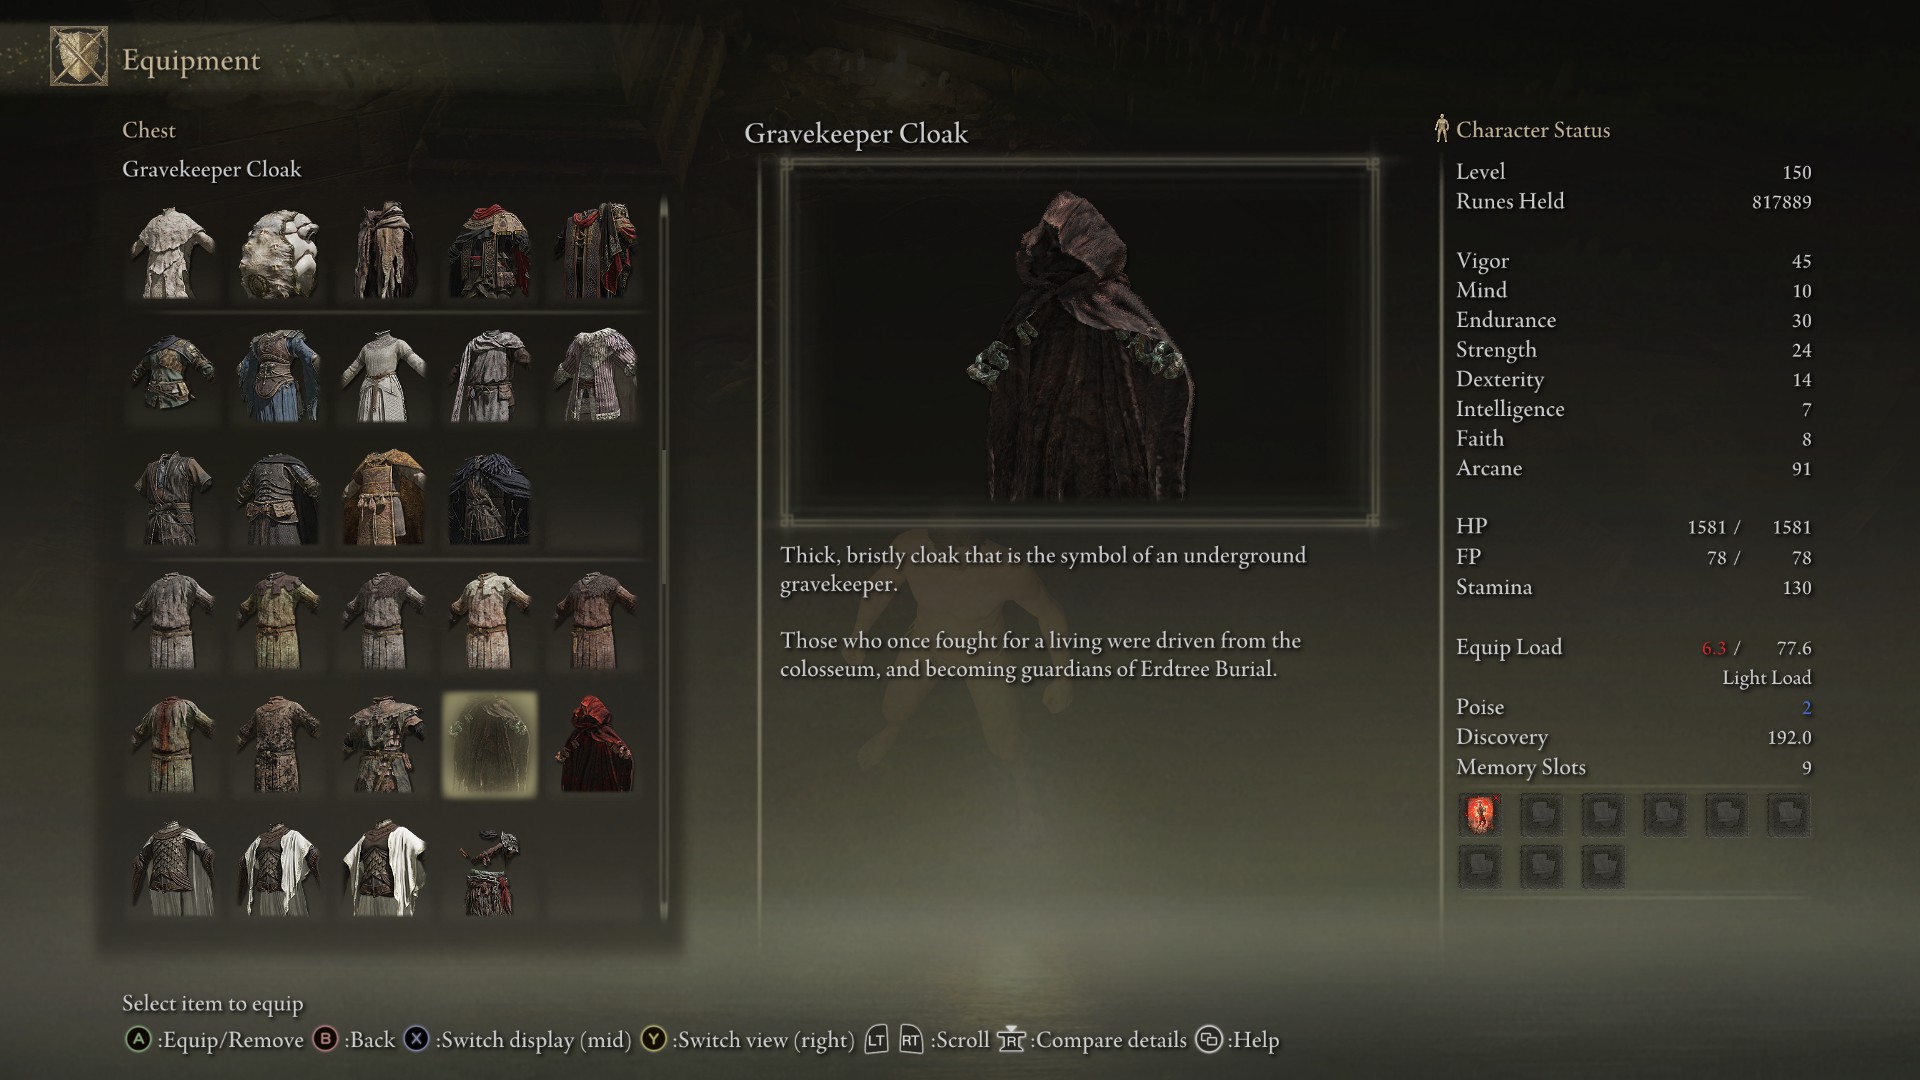 Equipment
Chest
Gravekeeper Cloak
Gravekeeper Cloak
Thick, bristly cloak that is the symbol of an underground
gravekeeper.
Those who once fought for a living were driven from the
colosseum, and becoming guardians of Erdtree Burial.
Character Status
Level 150
Runes Held 817889
Vigor 45
Mind 10
Endurance 30
Strength 24
Dexterity 14
Intelligence 7
Faith 8
Arcane 91
HP 1581 / 1581
FP 78 / 78
Stamina 130
Equip Load 6.3 / 77.6
Light Load
Poise 2
Discovery 192.0
Memory Slots 9
Select item to equip
A :Equip/Remove B :Back X :Switch display (mid) Y :Switch view (right) LT RT :Scroll R :Compare details :Help